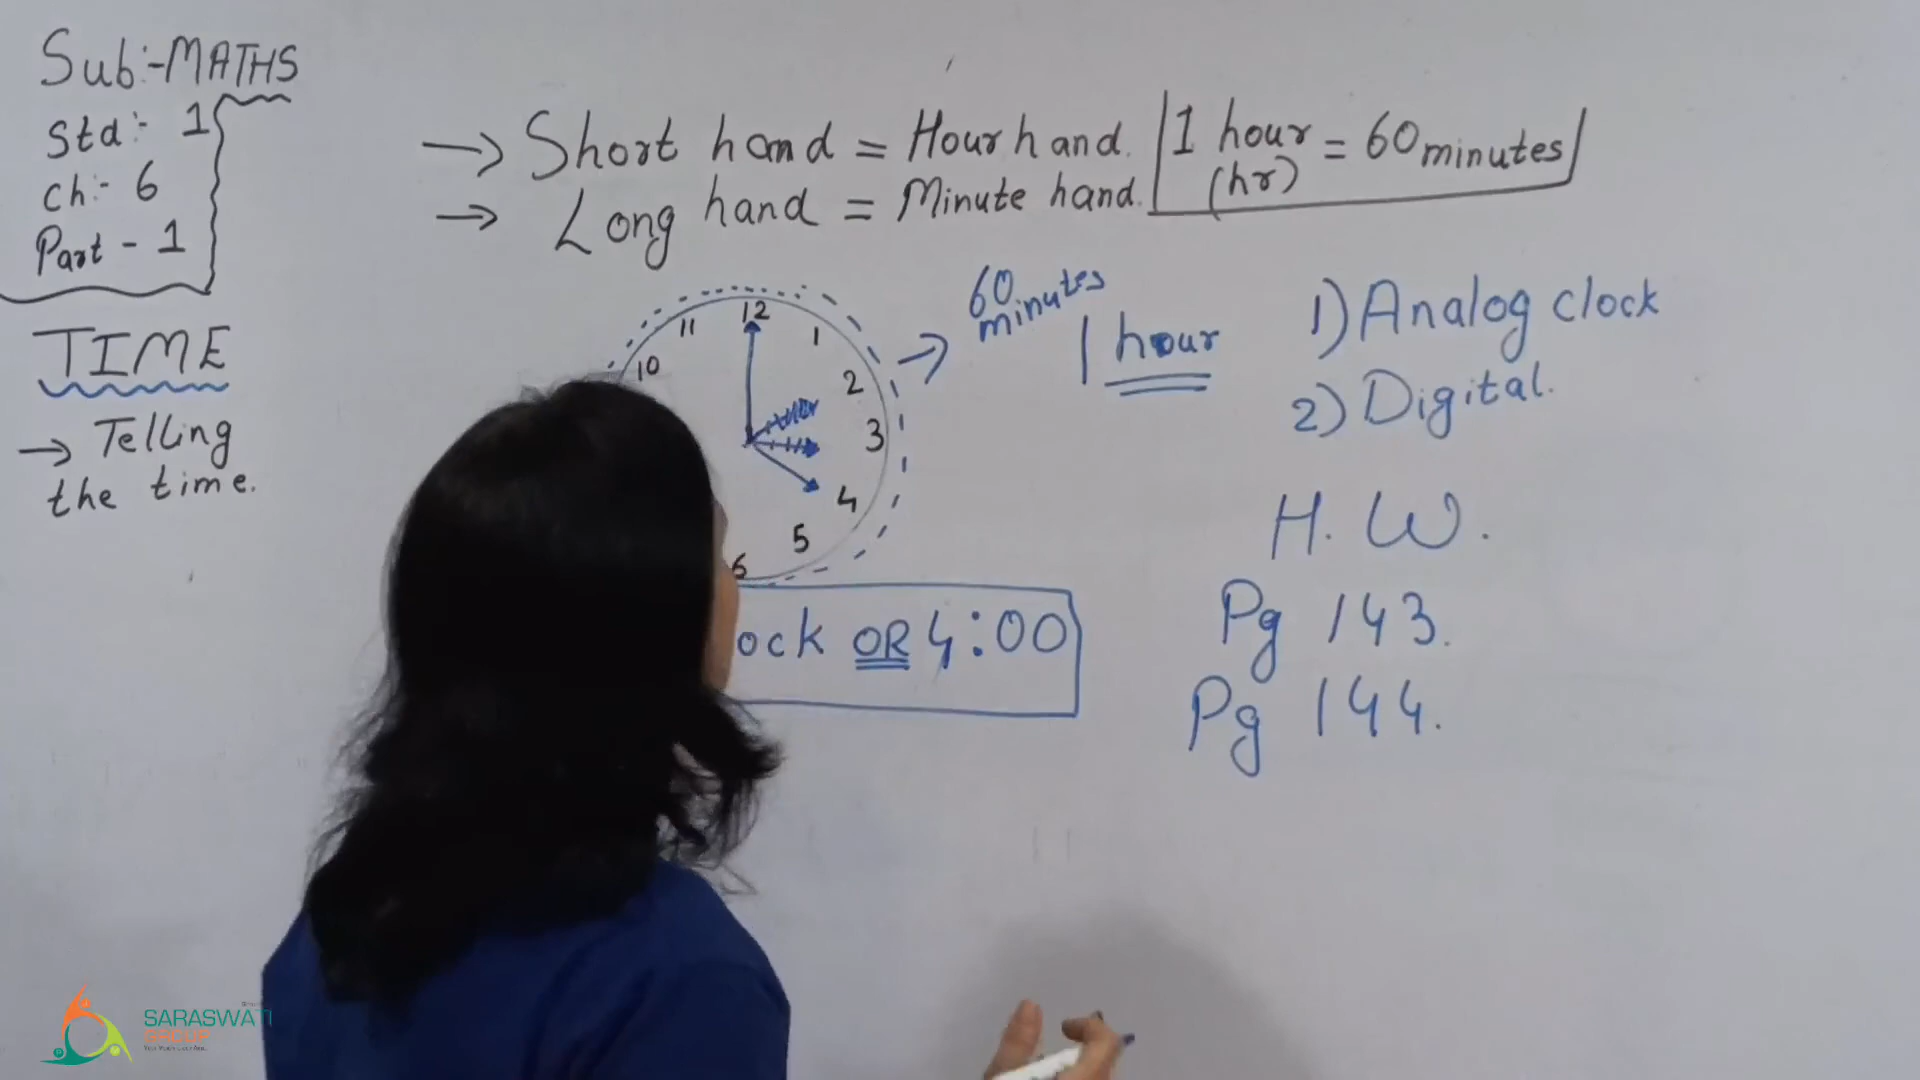 Sub:-MATHS
Std:- 1
Ch:- 6
Part - 1
TIME
→ Telling
the time.
→ Short hand = Hour hand.
→ Long hand = Minute hand.
1 hour = 60 minutes
(hr)
12
11
1
10
2
3
4
5
6
→ 60
minutes
1 hour
ock OR 4:00
1) Analog clock
2) Digital.
H. W.
Pg 143.
Pg 144.
SARASWATI
GROUP